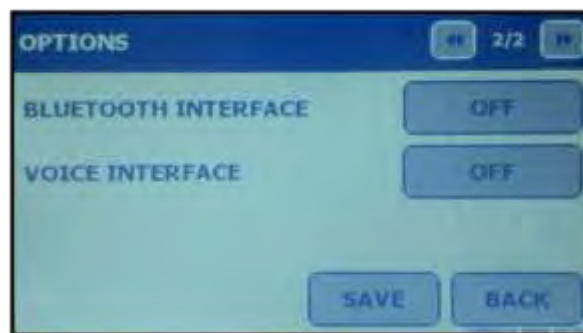 OPTIONS 2/2
BLUETOOTH INTERFACE OFF
VOICE INTERFACE OFF
SAVE BACK